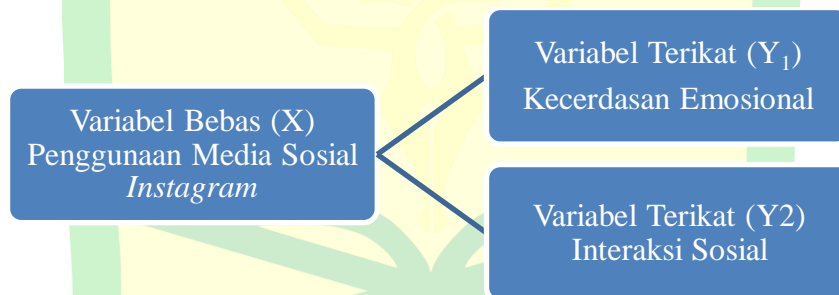 Variabel Bebas (X)
Penggunaan Media Sosial
Instagram
Variabel Terikat (Y₁)
Kecerdasan Emosional
Variabel Terikat (Y2)
Interaksi Sosial